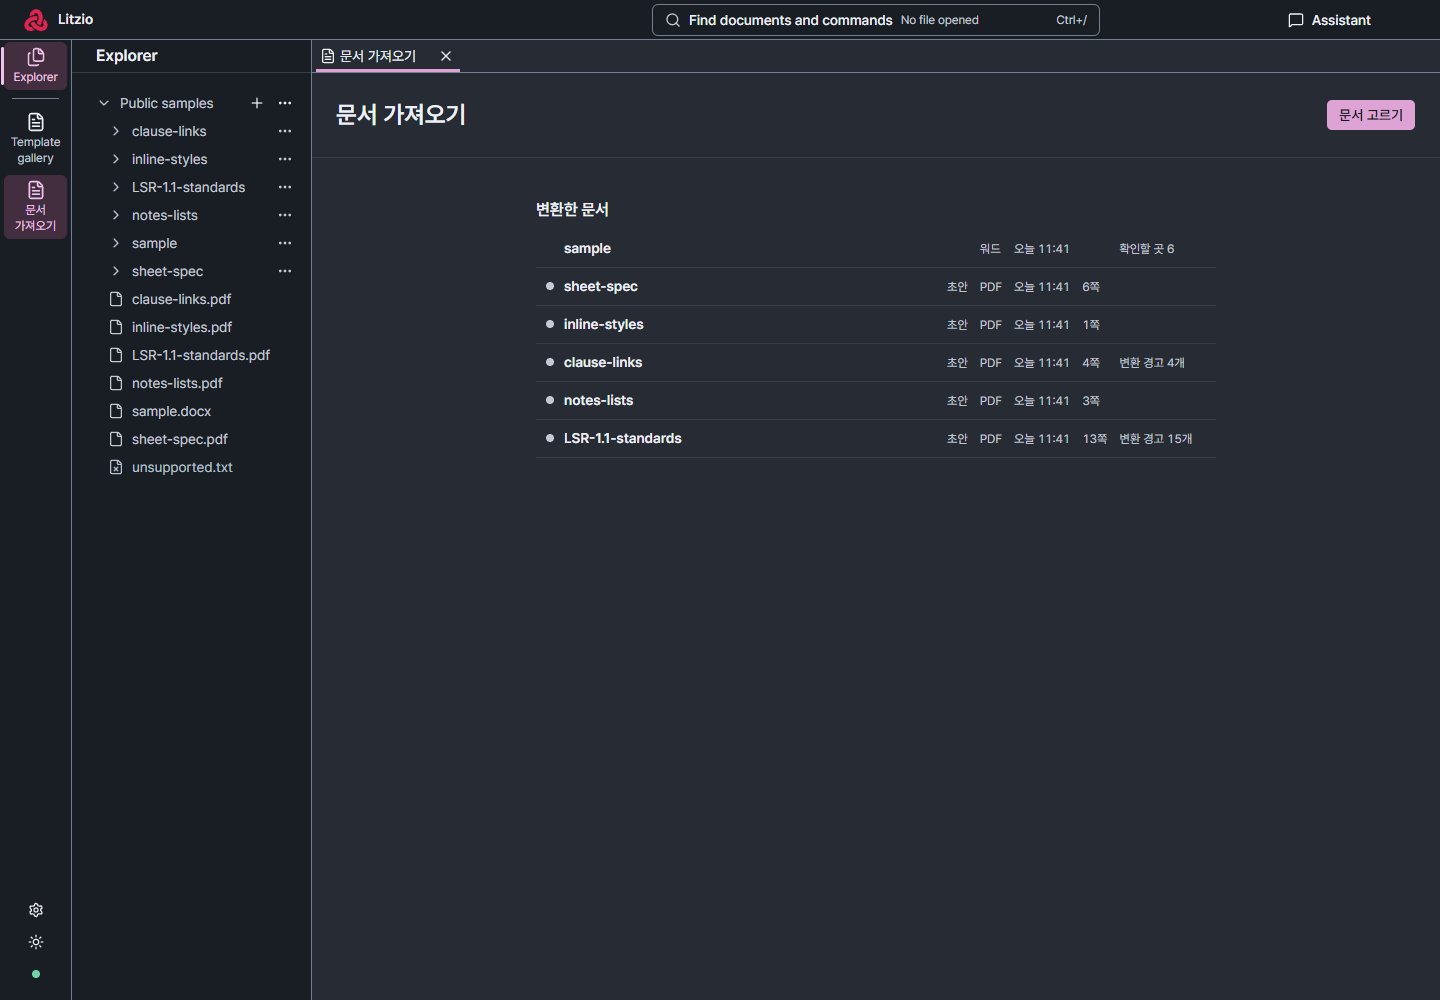 Litzio
Find documents and commands No file opened Ctrl+/
Assistant
Explorer
Template
gallery
문서
가져오기
Explorer
Public samples
clause-links
inline-styles
LSR-1.1-standards
notes-lists
sample
sheet-spec
clause-links.pdf
inline-styles.pdf
LSR-1.1-standards.pdf
notes-lists.pdf
sample.docx
sheet-spec.pdf
unsupported.txt
문서 가져오기
문서 가져오기
문서 고르기
변환한 문서
sample 워드 오늘 11:41 확인할 곳 6
sheet-spec 초안 PDF 오늘 11:41 6쪽
inline-styles 초안 PDF 오늘 11:41 1쪽
clause-links 초안 PDF 오늘 11:41 4쪽 변환 경고 4개
notes-lists 초안 PDF 오늘 11:41 3쪽
LSR-1.1-standards 초안 PDF 오늘 11:41 13쪽 변환 경고 15개